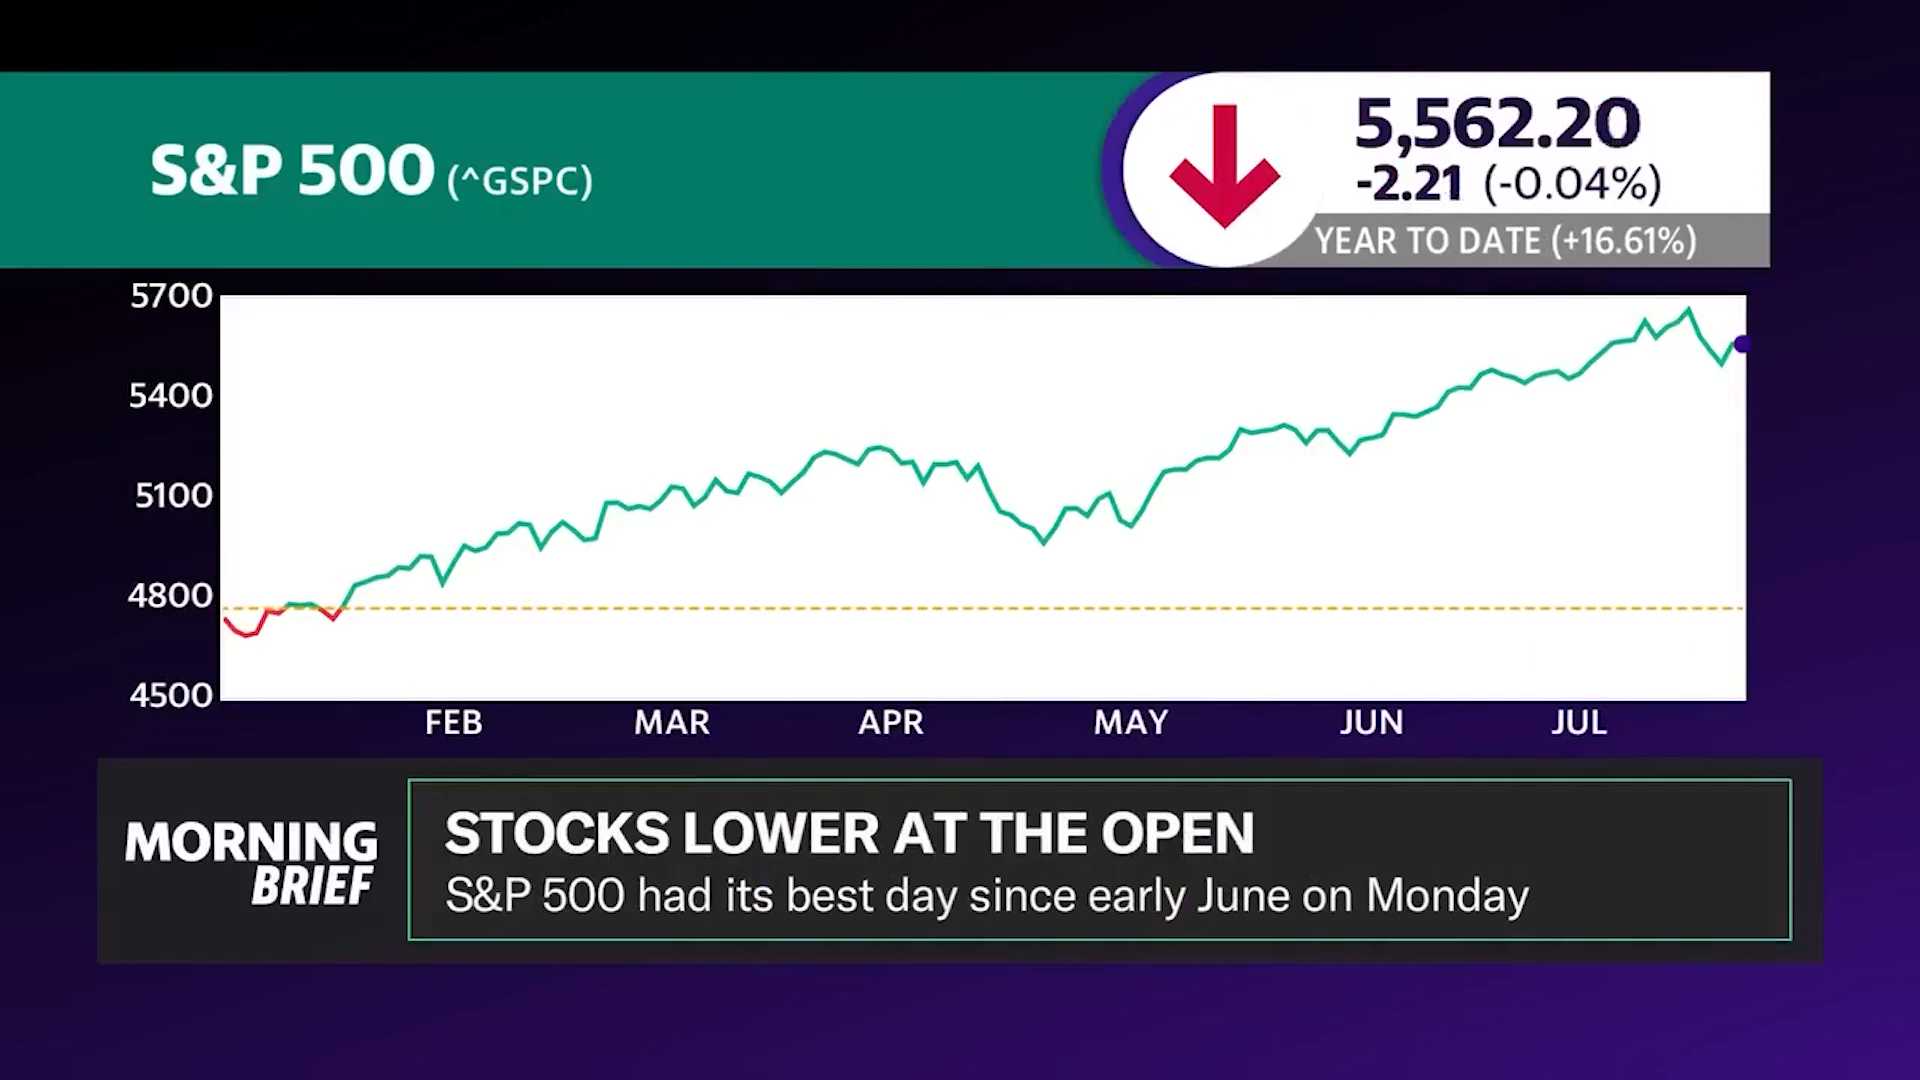 S&P 500 (^GSPC)
5,562.20
-2.21 (-0.04%)
YEAR TO DATE (+16.61%)
5700
5400
5100
4800
4500
FEB MAR APR MAY JUN JUL
MORNING
BRIEF
STOCKS LOWER AT THE OPEN
S&P 500 had its best day since early June on Monday